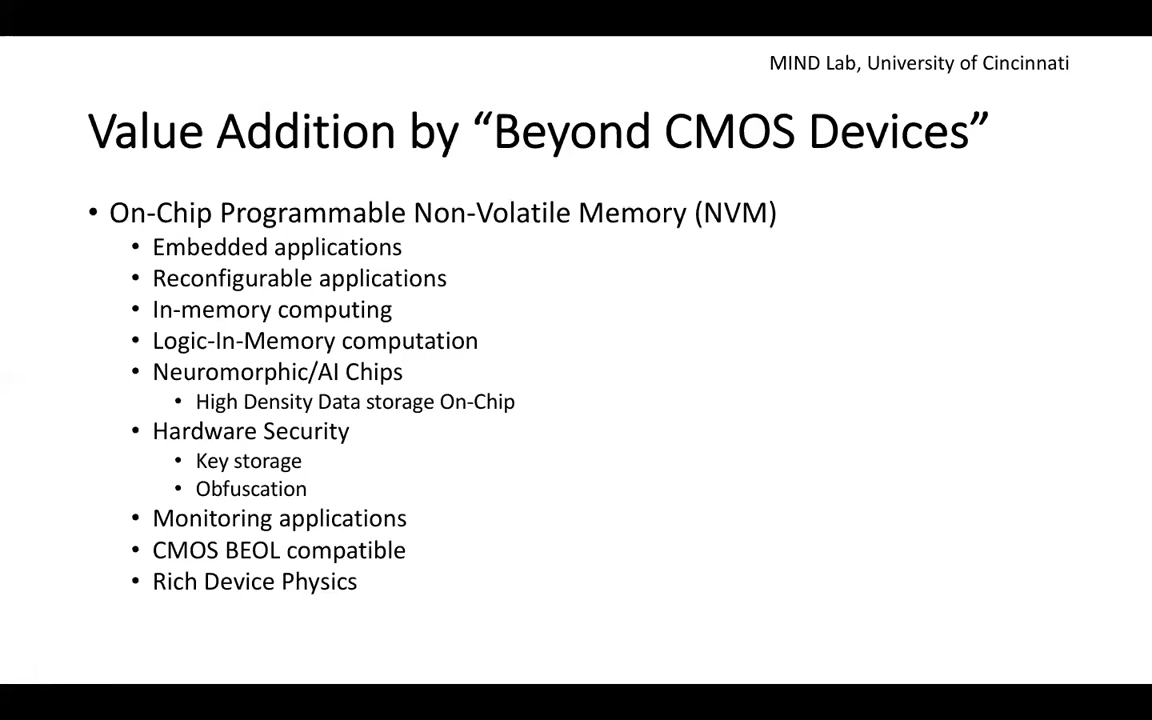 MIND Lab, University of Cincinnati
Value Addition by “Beyond CMOS Devices”
• On-Chip Programmable Non-Volatile Memory (NVM)
• Embedded applications
• Reconfigurable applications
• In-memory computing
• Logic-In-Memory computation
• Neuromorphic/AI Chips
• High Density Data storage On-Chip
• Hardware Security
• Key storage
• Obfuscation
• Monitoring applications
• CMOS BEOL compatible
• Rich Device Physics